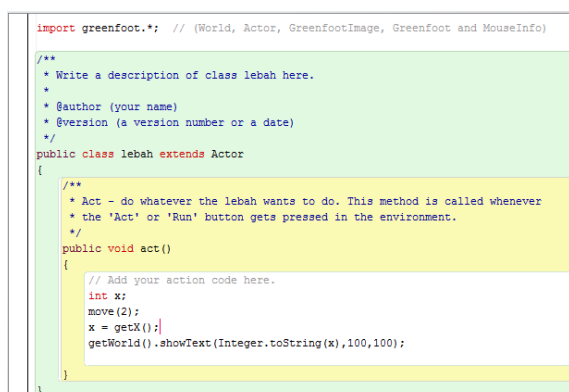 import greenfoot.*;  // (World, Actor, GreenfootImage, Greenfoot and MouseInfo)
/**
 * Write a description of class lebah here.
 *
 * @author (your name)
 * @version (a version number or a date)
 */
public class lebah extends Actor
{
    /**
     * Act - do whatever the lebah wants to do. This method is called whenever
     * the 'Act' or 'Run' button gets pressed in the environment.
     */
    public void act()
    {
        // Add your action code here.
        int x;
        move(2);
        x = getX();
        getWorld().showText(Integer.toString(x),100,100);
    }
}